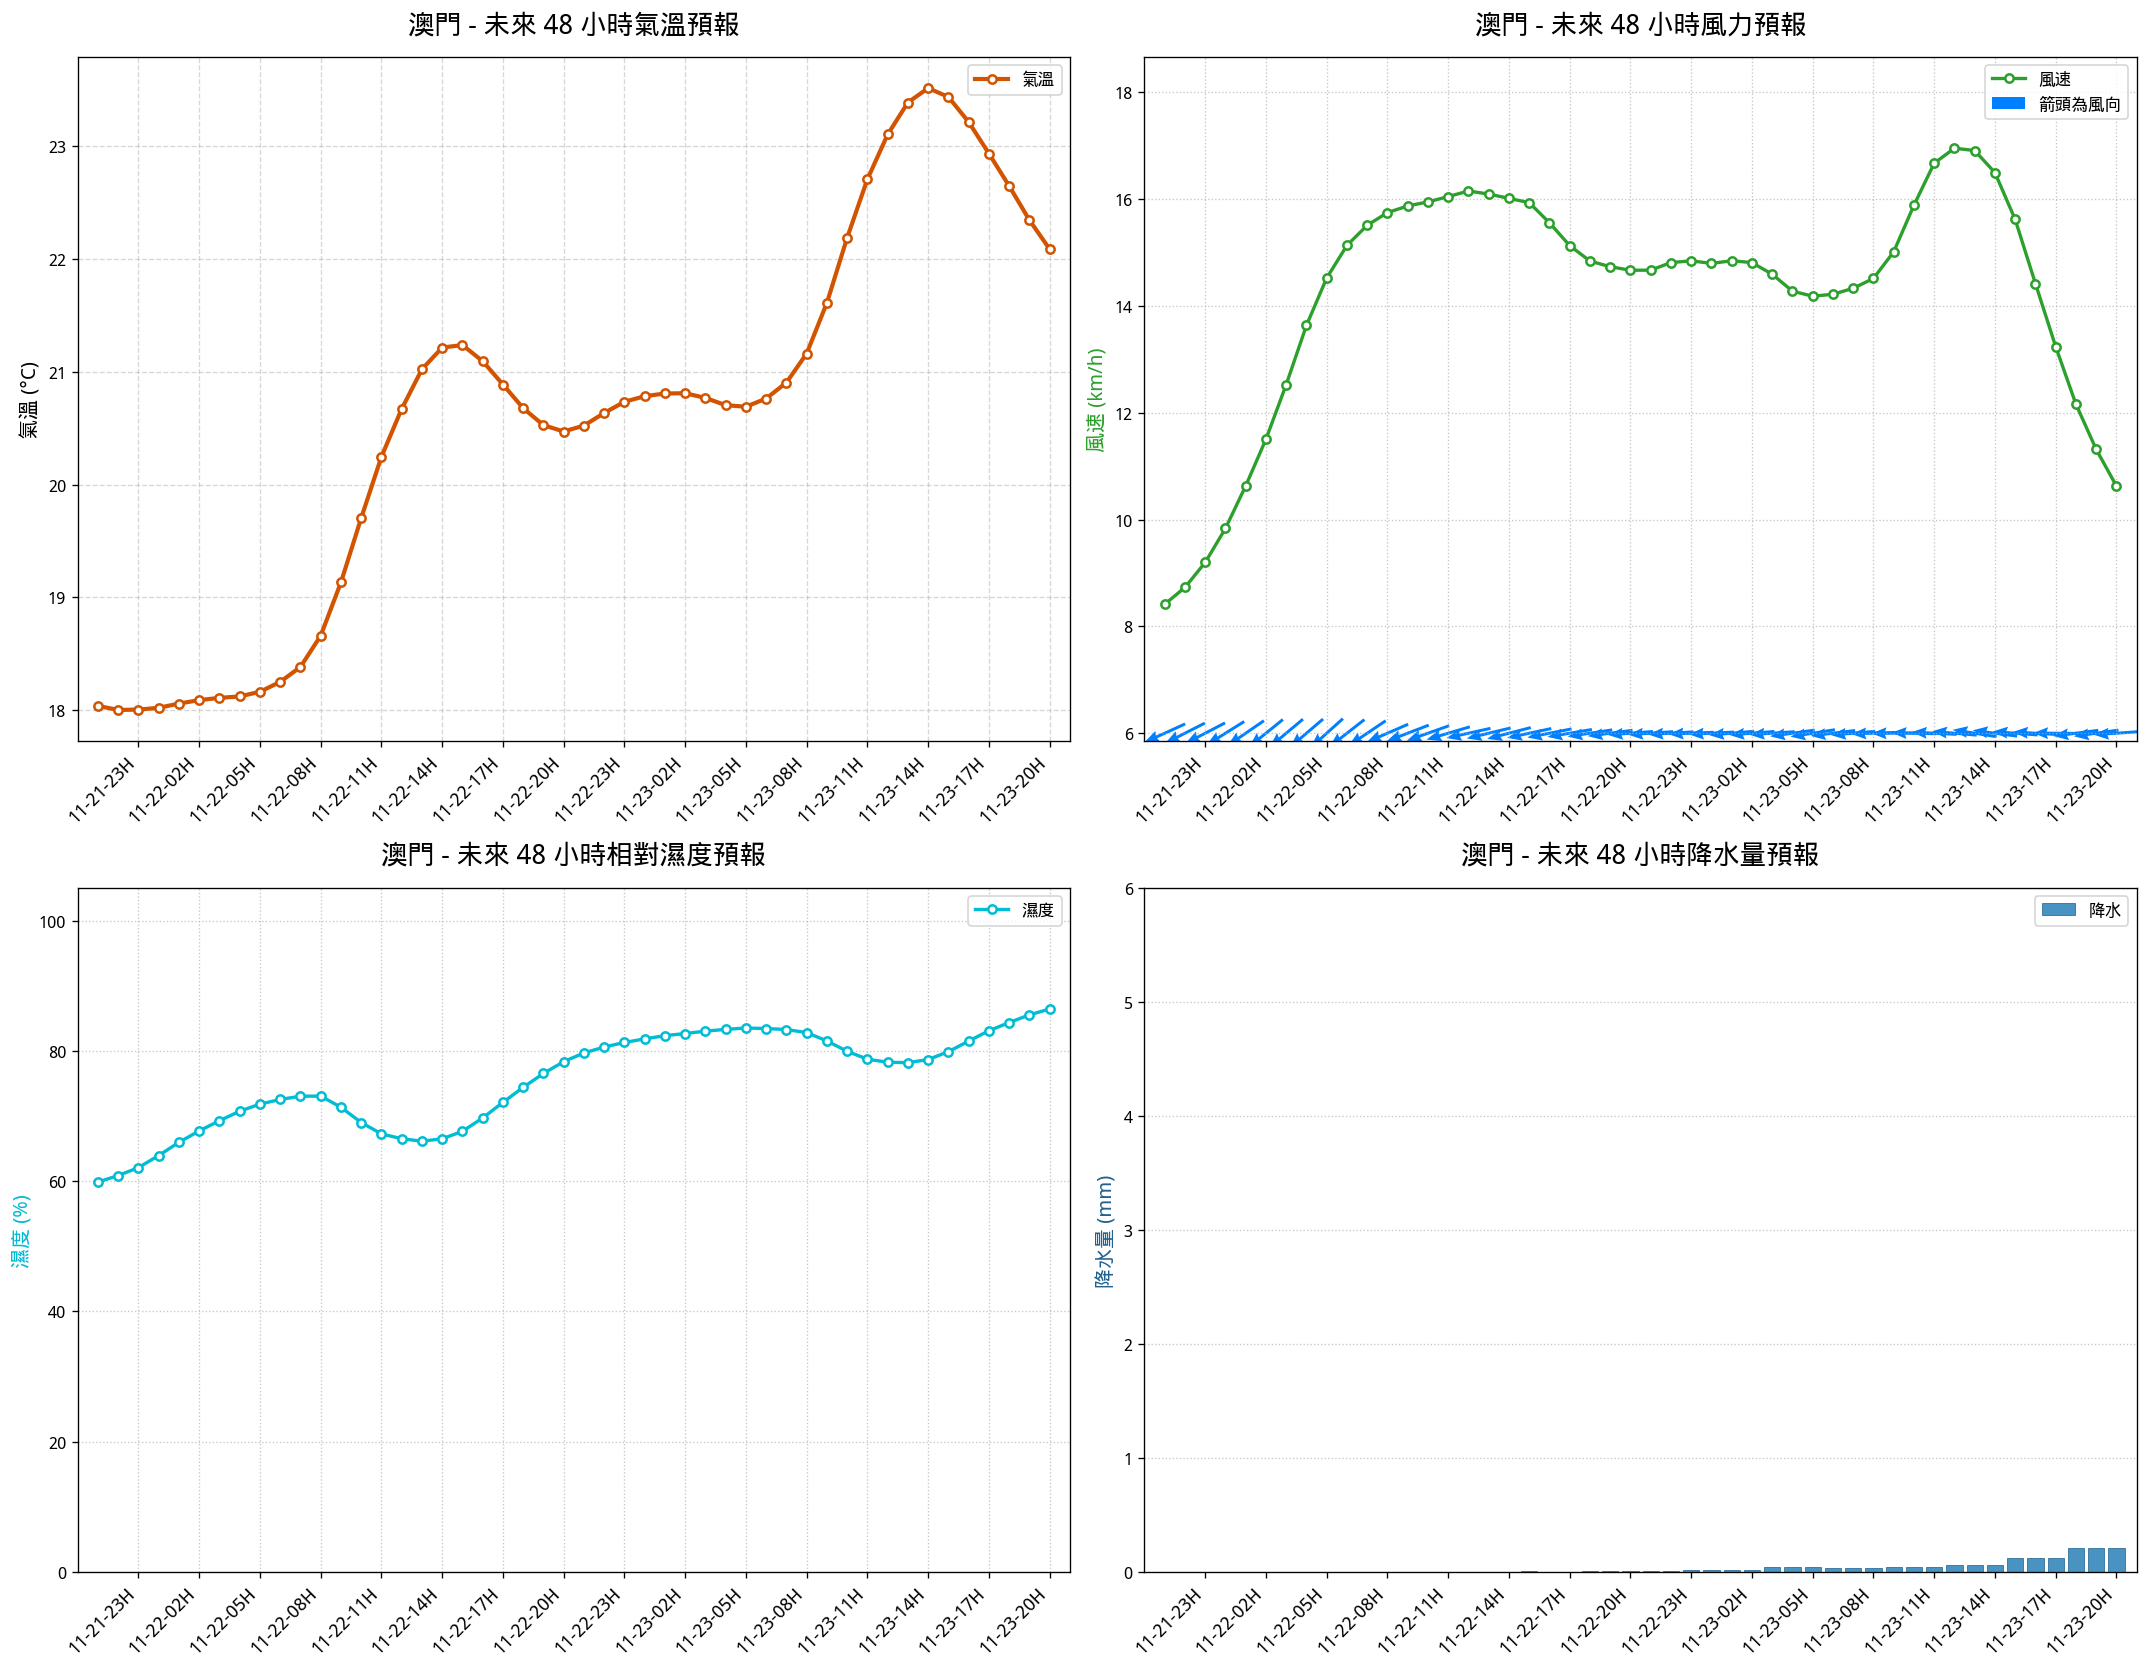 澳門 - 未來 48 小時氣溫預報
氣溫
氣溫 (°C)
23
22
21
20
19
18
11-21-23H
11-22-02H
11-22-05H
11-22-08H
11-22-11H
11-22-14H
11-22-17H
11-22-20H
11-22-23H
11-23-02H
11-23-05H
11-23-08H
11-23-11H
11-23-14H
11-23-17H
11-23-20H
澳門 - 未來 48 小時風力預報
風速
箭頭為風向
風速 (km/h)
18
16
14
12
10
8
6
11-21-23H
11-22-02H
11-22-05H
11-22-08H
11-22-11H
11-22-14H
11-22-17H
11-22-20H
11-22-23H
11-23-02H
11-23-05H
11-23-08H
11-23-11H
11-23-14H
11-23-17H
11-23-20H
澳門 - 未來 48 小時相對濕度預報
濕度
濕度 (%)
100
80
60
40
20
0
11-21-23H
11-22-02H
11-22-05H
11-22-08H
11-22-11H
11-22-14H
11-22-17H
11-22-20H
11-22-23H
11-23-02H
11-23-05H
11-23-08H
11-23-11H
11-23-14H
11-23-17H
11-23-20H
澳門 - 未來 48 小時降水量預報
降水
降水量 (mm)
6
5
4
3
2
1
0
11-21-23H
11-22-02H
11-22-05H
11-22-08H
11-22-11H
11-22-14H
11-22-17H
11-22-20H
11-22-23H
11-23-02H
11-23-05H
11-23-08H
11-23-11H
11-23-14H
11-23-17H
11-23-20H